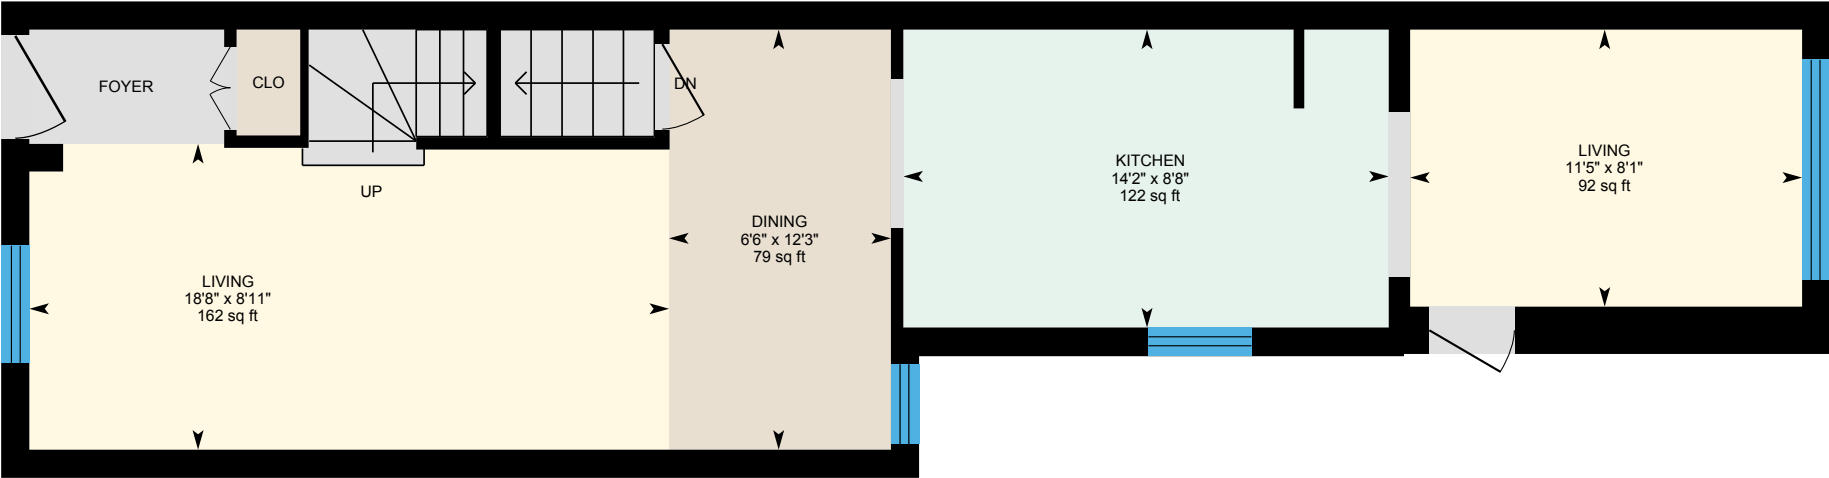 FOYER
CLO
DN
UP
LIVING
18'8" x 8'11"
162 sq ft
DINING
6'6" x 12'3"
79 sq ft
KITCHEN
14'2" x 8'8"
122 sq ft
LIVING
11'5" x 8'1"
92 sq ft